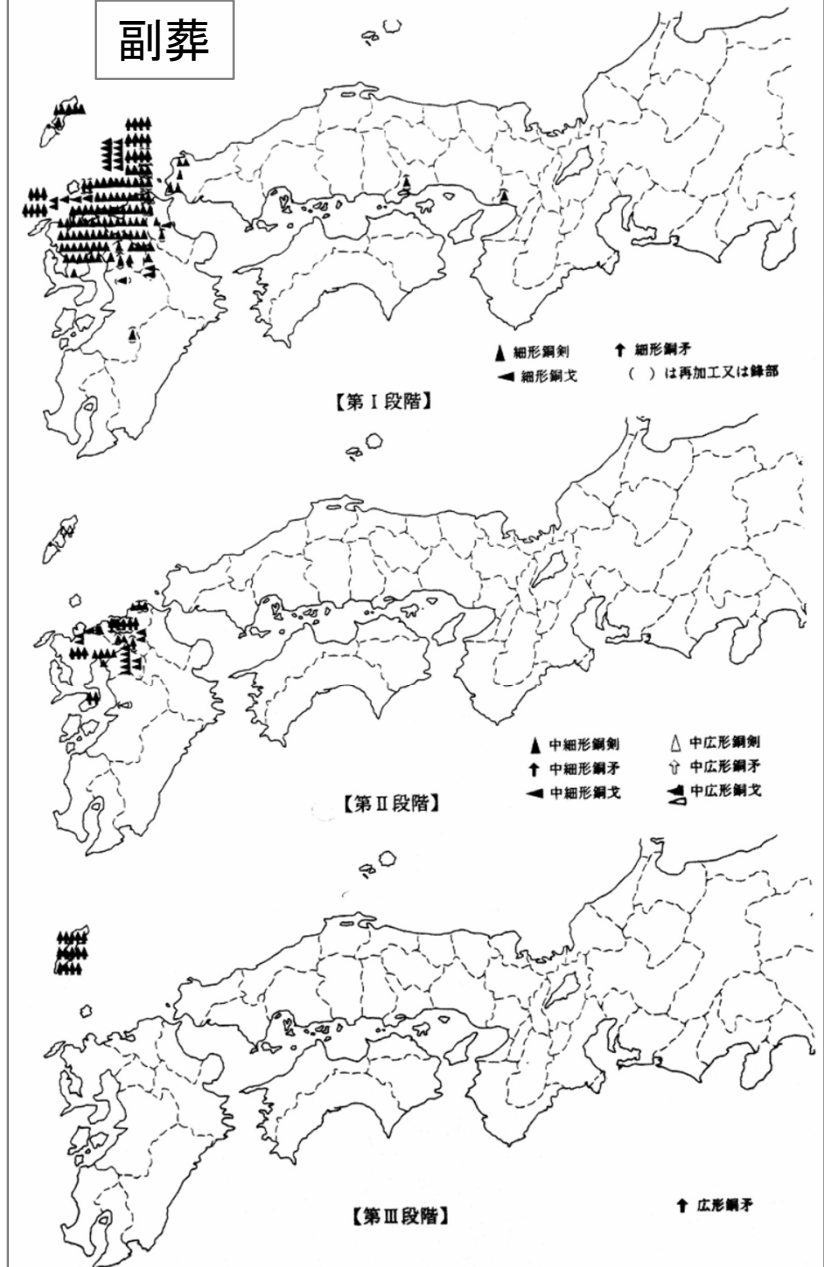 副葬
細形銅剣 細形銅矛
細形銅戈 ( )は再加工又は鋒部
【第Ⅰ段階】
中細形銅剣 中広形銅剣
中細形銅矛 中広形銅矛
中細形銅戈 中広形銅戈
【第Ⅱ段階】
広形銅矛
【第Ⅲ段階】